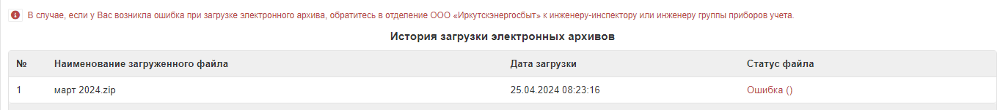 В случае, если у Вас возникла ошибка при загрузке электронного архива, обратитесь в отделение ООО «Иркутскэнергосбыт» к инженеру-инспектору или инженеру группы приборов учета.
История загрузки электронных архивов
№ Наименование загруженного файла Дата загрузки Статус файла
1 март 2024.zip 25.04.2024 08:23:16 Ошибка ()